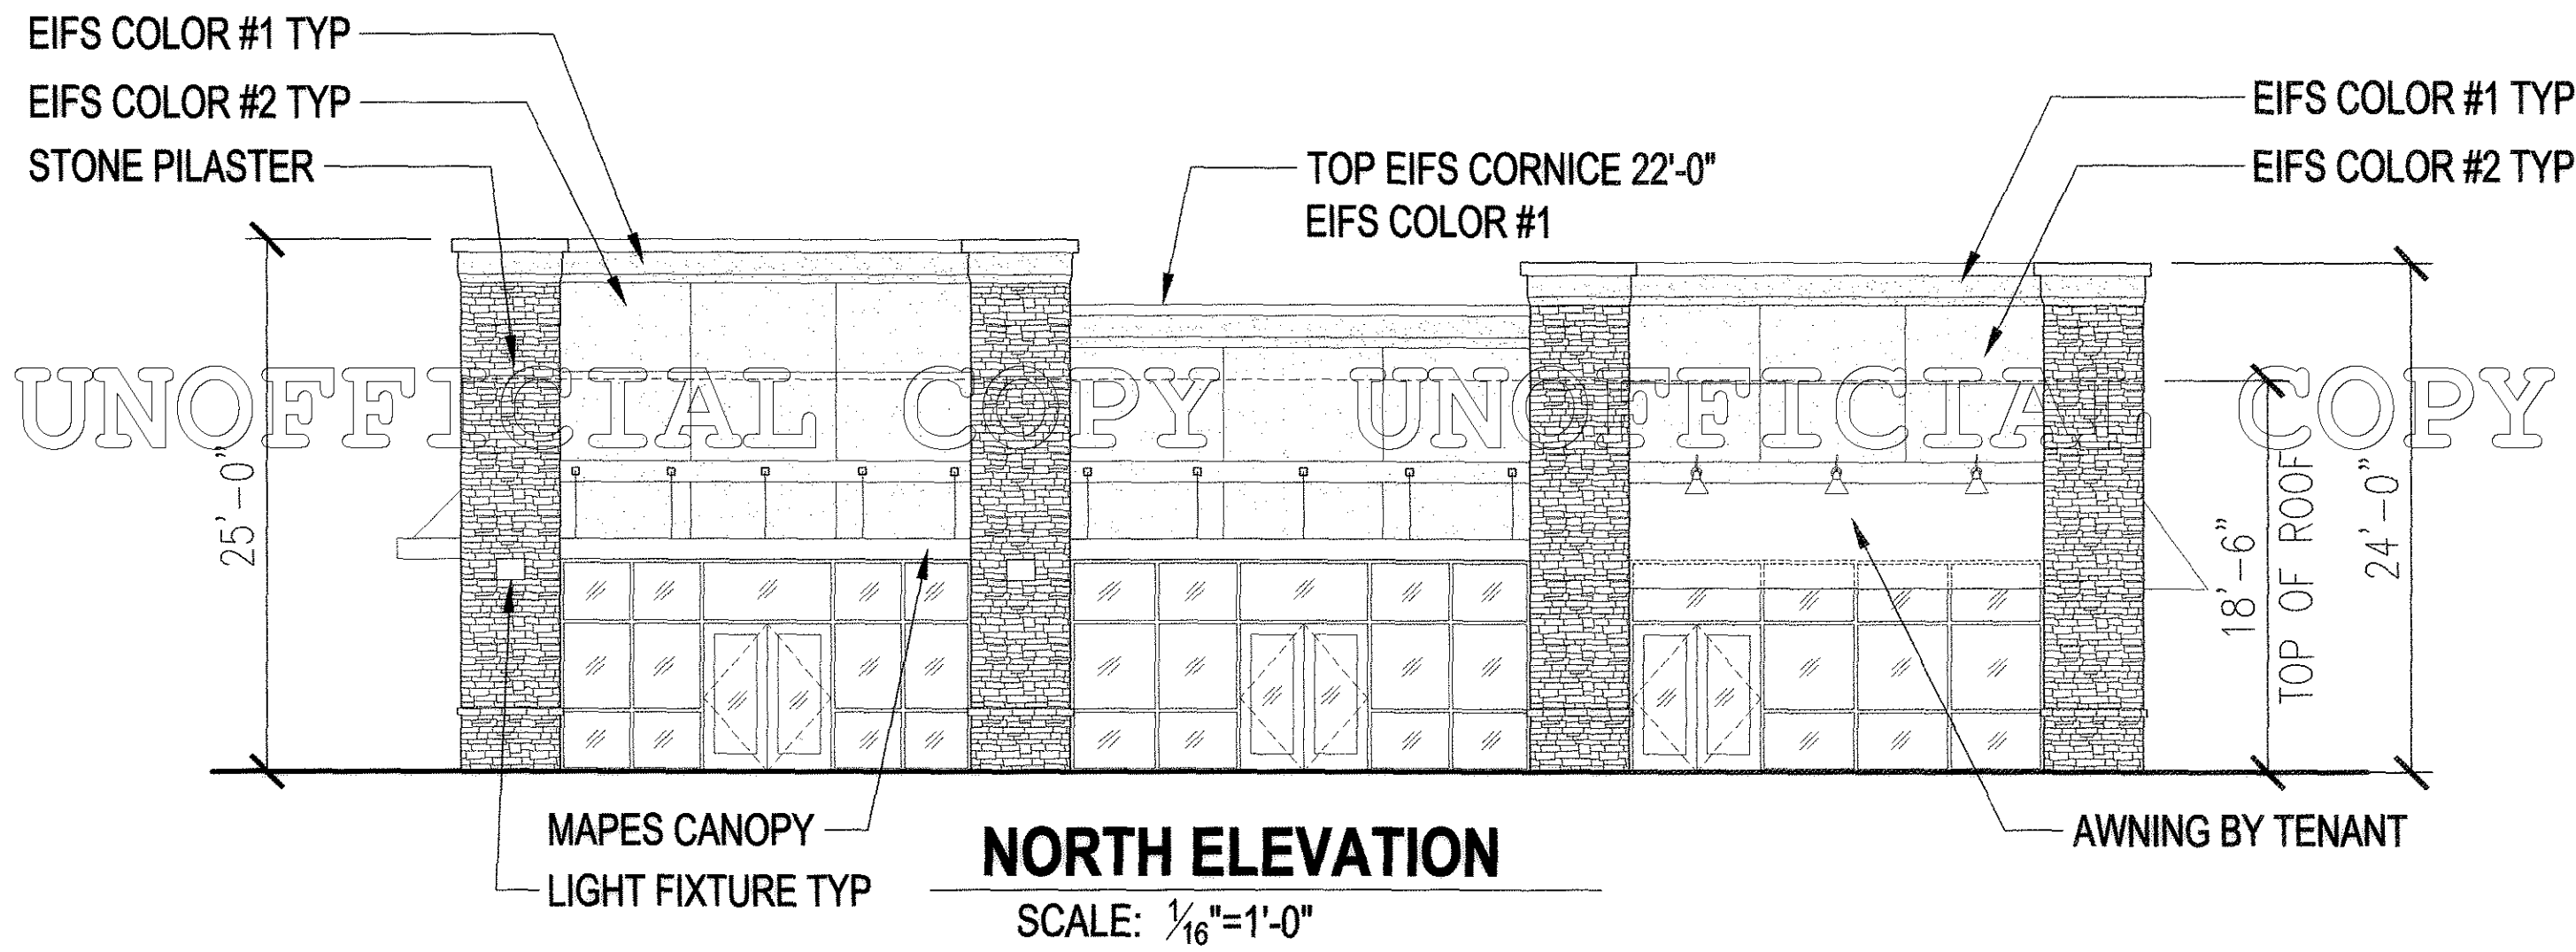 EIFS COLOR #1 TYP
EIFS COLOR #2 TYP
STONE PILASTER
TOP EIFS CORNICE 22'-0"
EIFS COLOR #1
EIFS COLOR #1 TYP
EIFS COLOR #2 TYP
UNOFFICIAL COPY UNOFFICIAL COPY
25'-0"
18'-6"
TOP OF ROOF
24'-0"
MAPES CANOPY
LIGHT FIXTURE TYP
AWNING BY TENANT
NORTH ELEVATION
SCALE: 1/16"=1'-0"